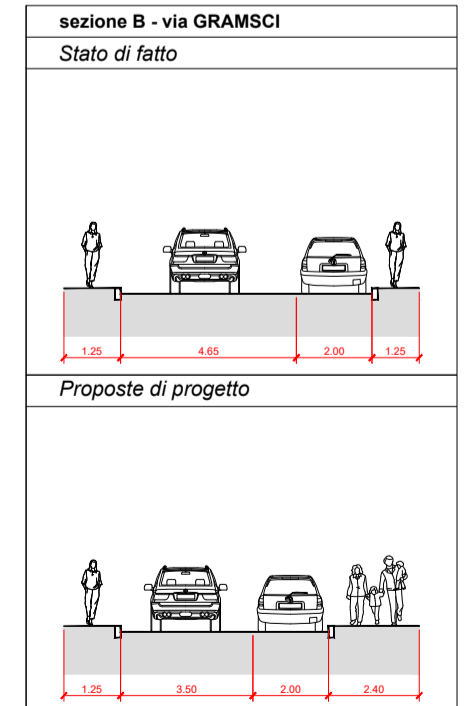 sezione B - via GRAMSCI
Stato di fatto
1.25 4.65 2.00 1.25
Proposte di progetto
1.25 3.50 2.00 2.40